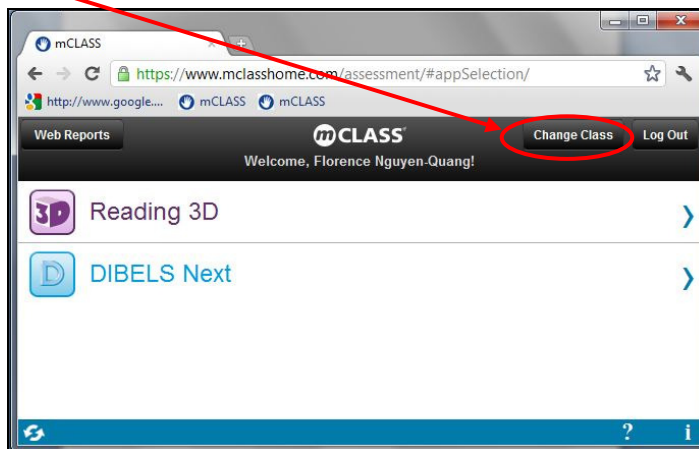 mCLASS
https://www.mclasshome.com/assessment/#appSelection/
http://www.google.... mCLASS mCLASS
Web Reports mCLASS Change Class Log Out
Welcome, Florence Nguyen-Quang!
3D Reading 3D
D DIBELS Next
? i